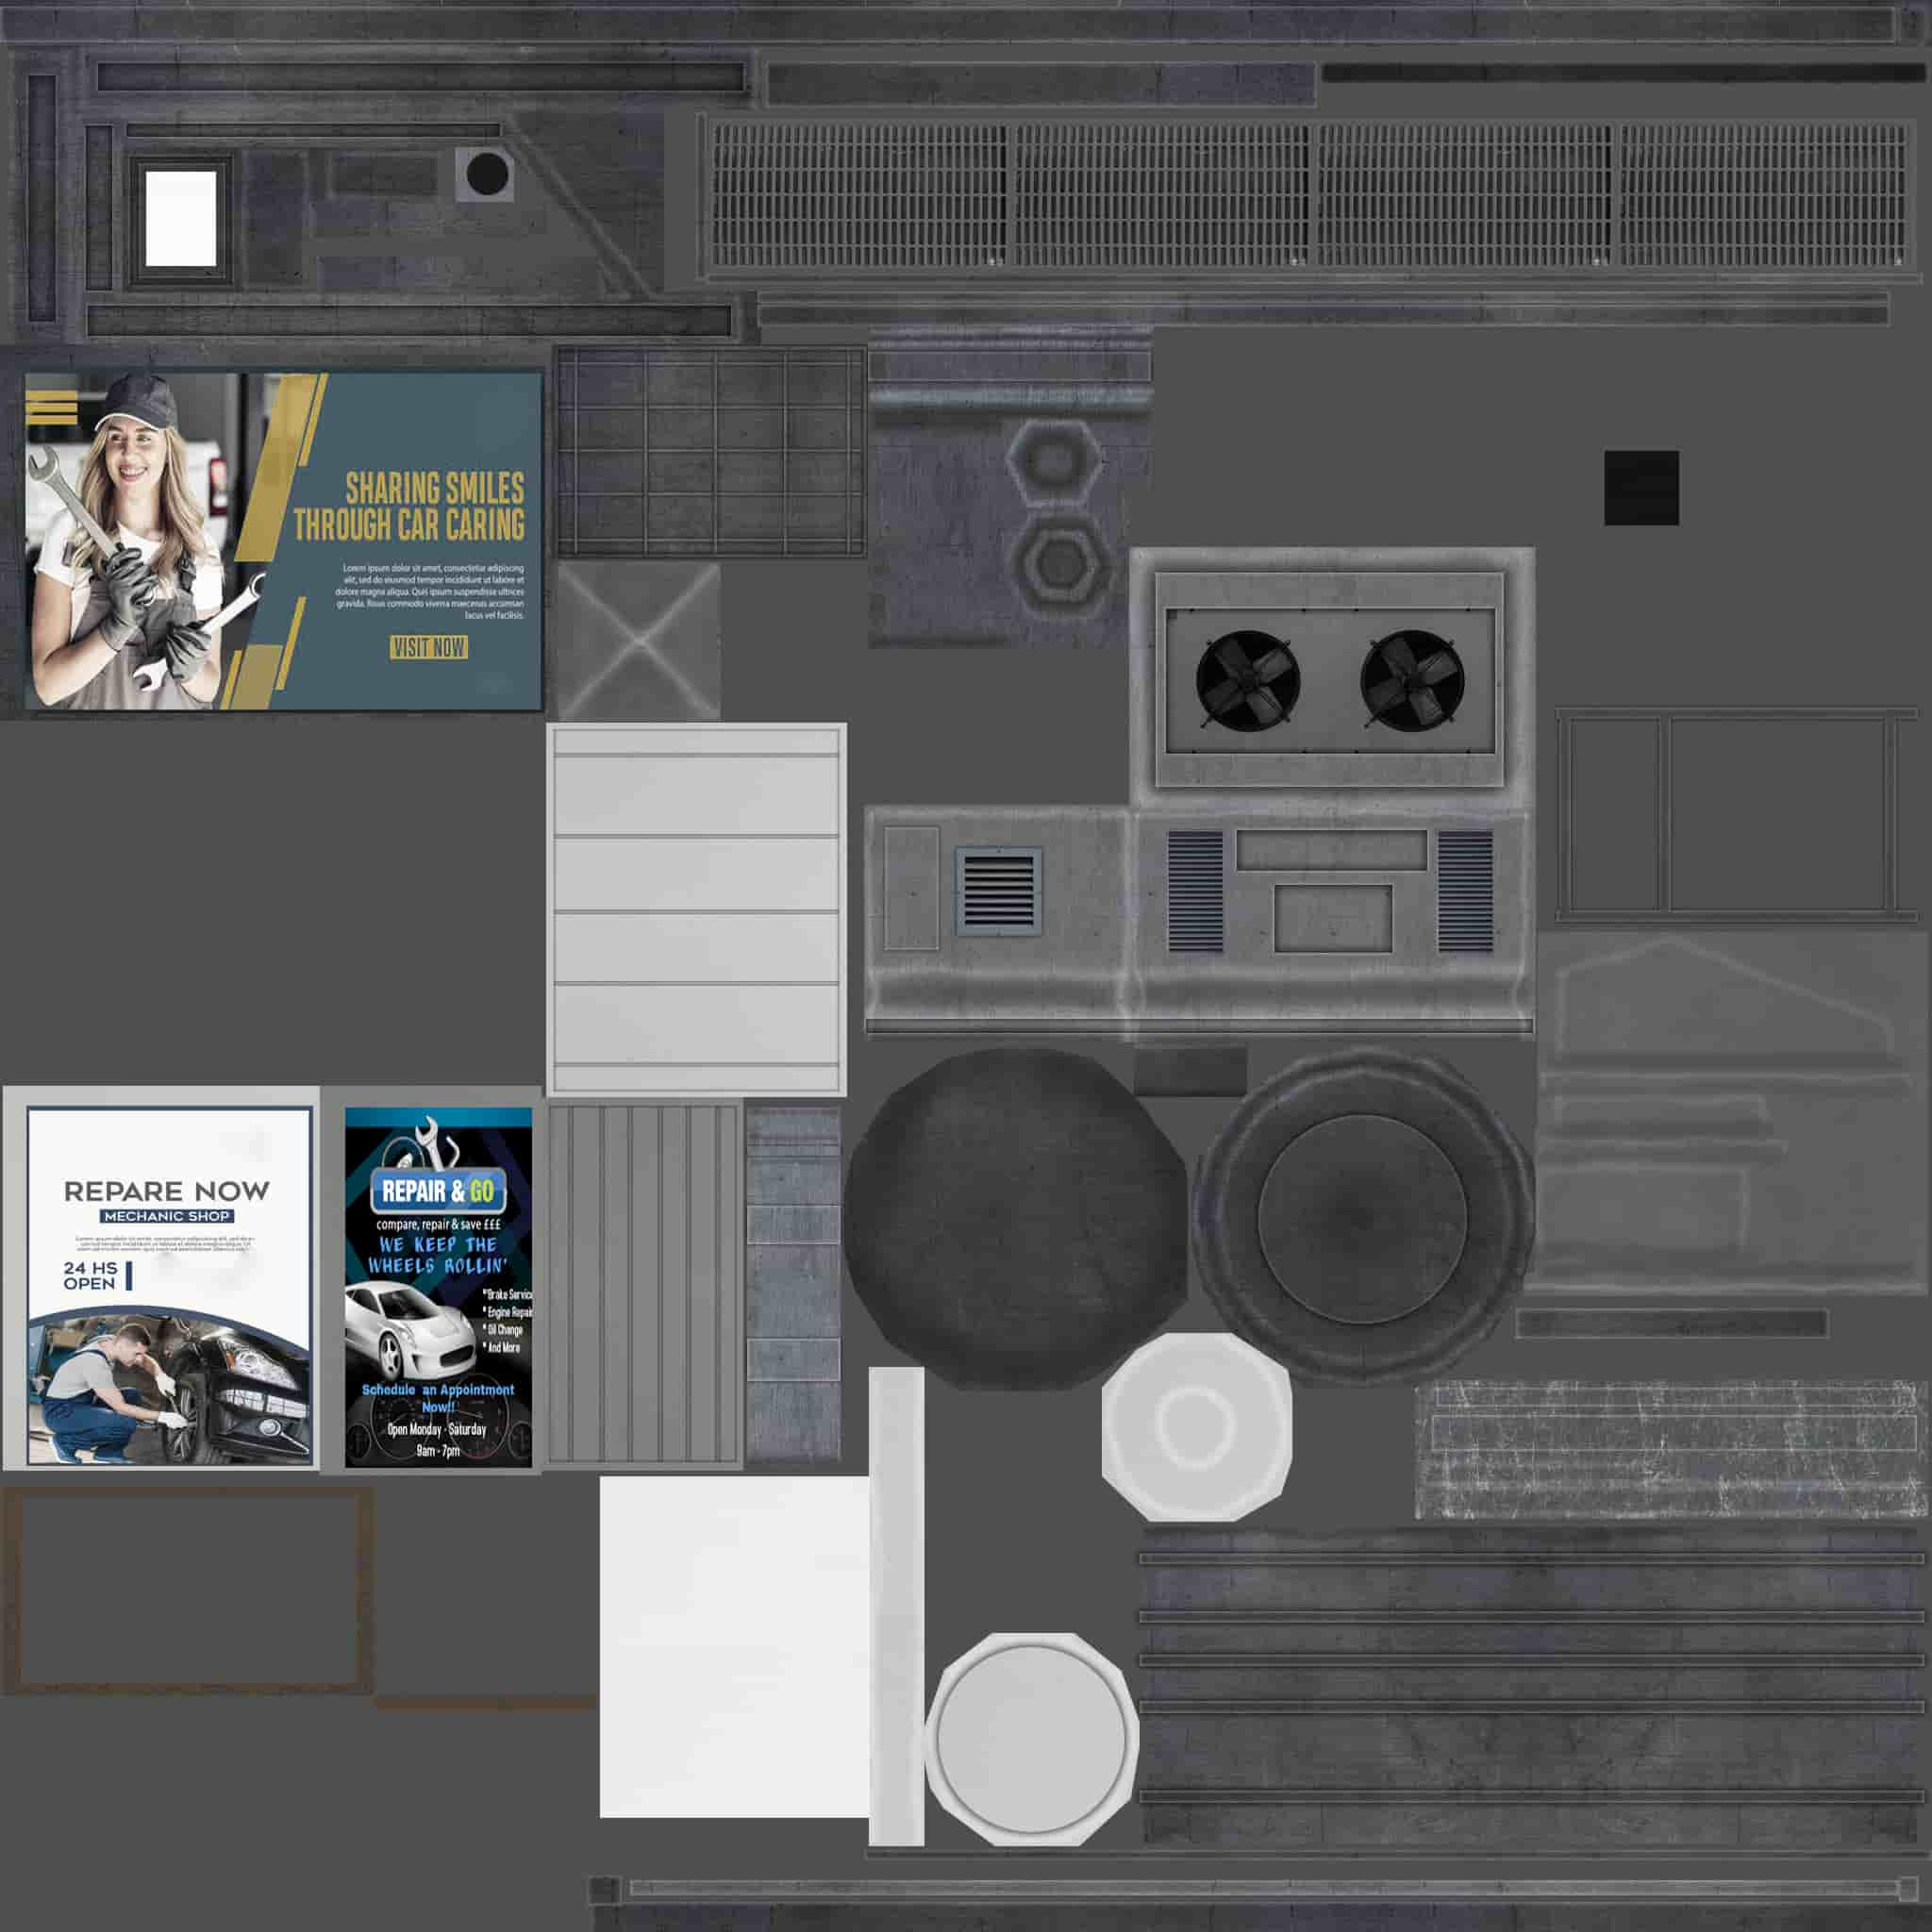 SHARING SMILES
THROUGH CAR CARING
Lorem ipsum dolor sit amet, consectetur adipiscing
elit, sed do eiusmod tempor incididunt ut labore et
dolore magna aliqua. Quis ipsum suspendisse ultrices
gravida. Risus commodo viverra maecenas accumsan
lacus vel facilisis.
VISIT NOW
REPARE NOW
MECHANIC SHOP
24 HS
OPEN
REPAIR & GO
compare, repair & save £££
WE KEEP THE
WHEELS ROLLIN'
*Brake Servic
* Engine Repair
* Oil Change
* And More
Schedule an Appointment
Now!!
Open Monday - Saturday
9am - 7pm